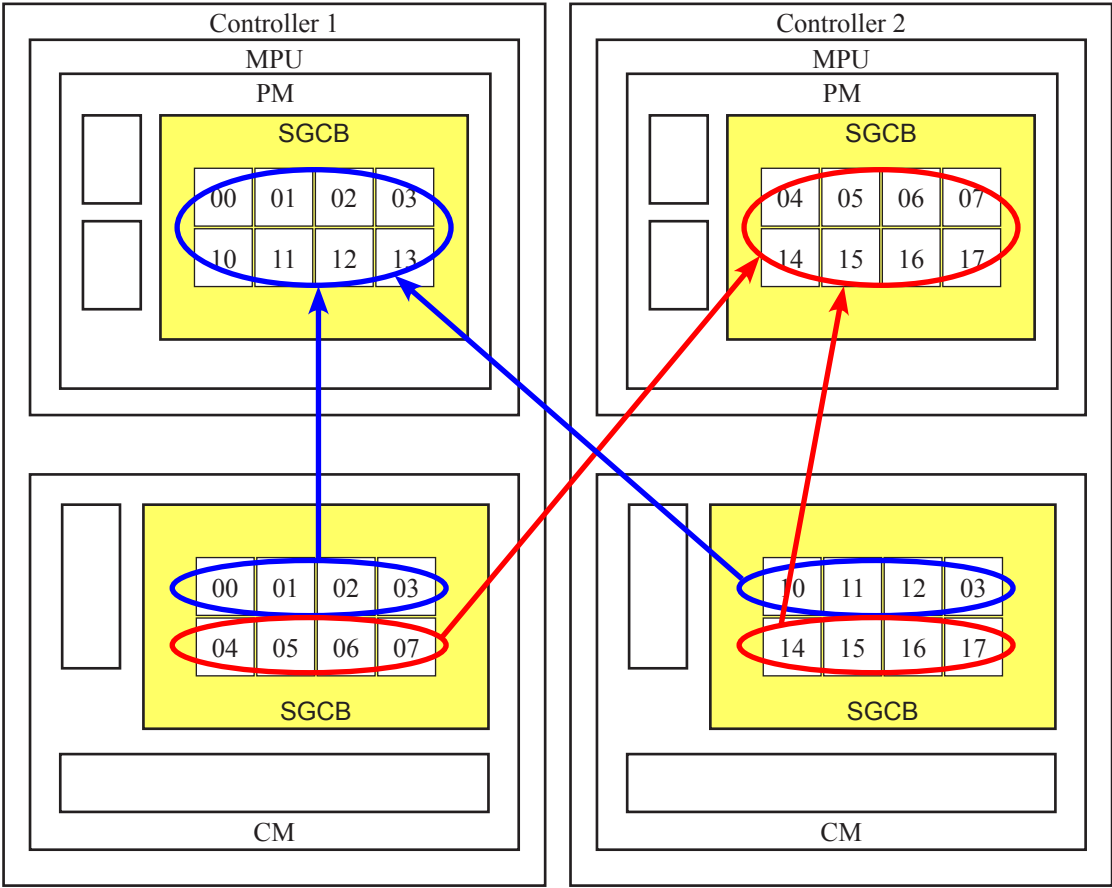 Controller 1
MPU
PM
SGCB
00 01 02 03
10 11 12 13
00 01 02 03
04 05 06 07
SGCB
CM
Controller 2
MPU
PM
SGCB
04 05 06 07
14 15 16 17
10 11 12 03
14 15 16 17
SGCB
CM